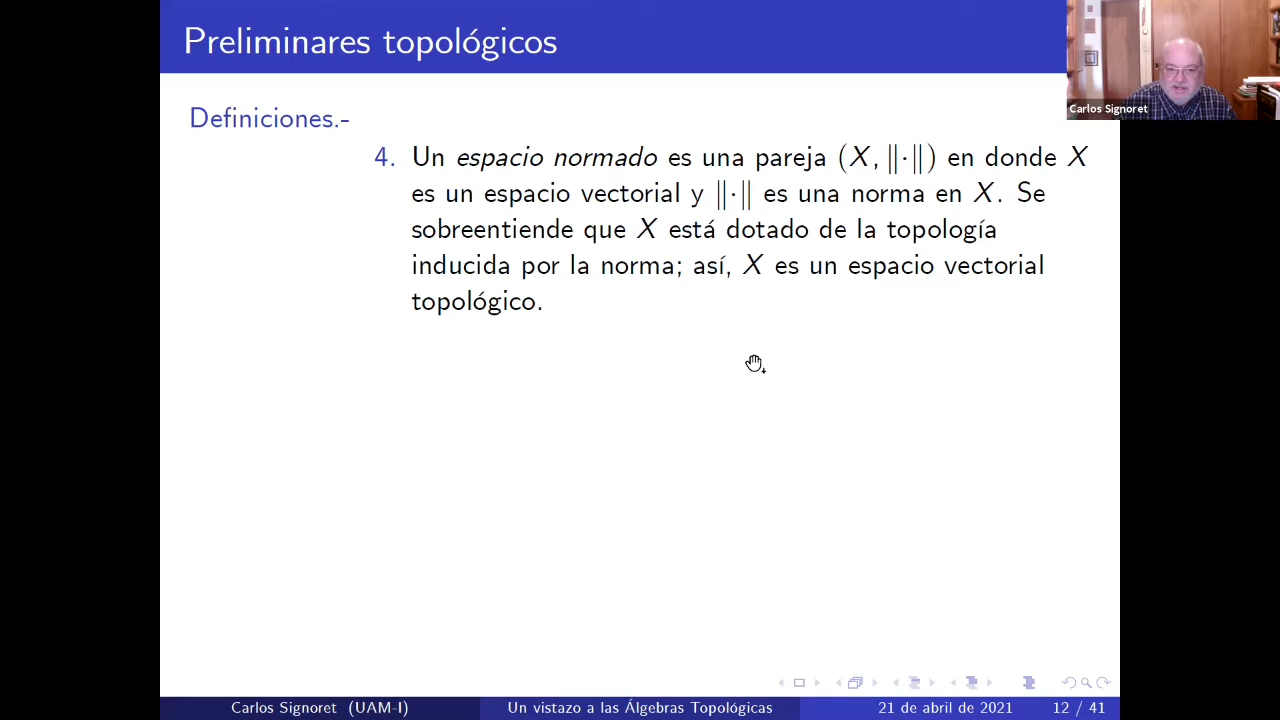 Preliminares topológicos
Carlos Signoret
Definiciones.-
4. Un espacio normado es una pareja (X, ‖·‖) en donde X
es un espacio vectorial y ‖·‖ es una norma en X. Se
sobreentiende que X está dotado de la topología
inducida por la norma; así, X es un espacio vectorial
topológico.
Carlos Signoret (UAM-I)
Un vistazo a las Álgebras Topológicas
21 de abril de 2021
12 / 41